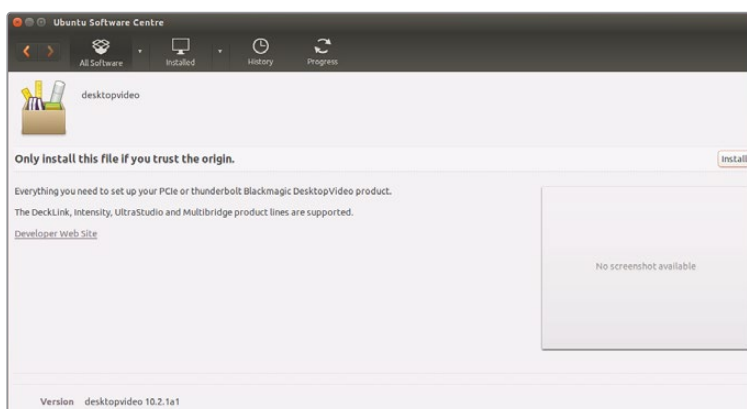 Ubuntu Software Centre
All Software
Installed
History
Progress
desktopvideo
Only install this file if you trust the origin.
Install
Everything you need to set up your PCIe or thunderbolt Blackmagic DesktopVideo product.
The DeckLink, Intensity, UltraStudio and Multibridge product lines are supported.
Developer Web Site
No screenshot available
Version desktopvideo 10.2.1a1